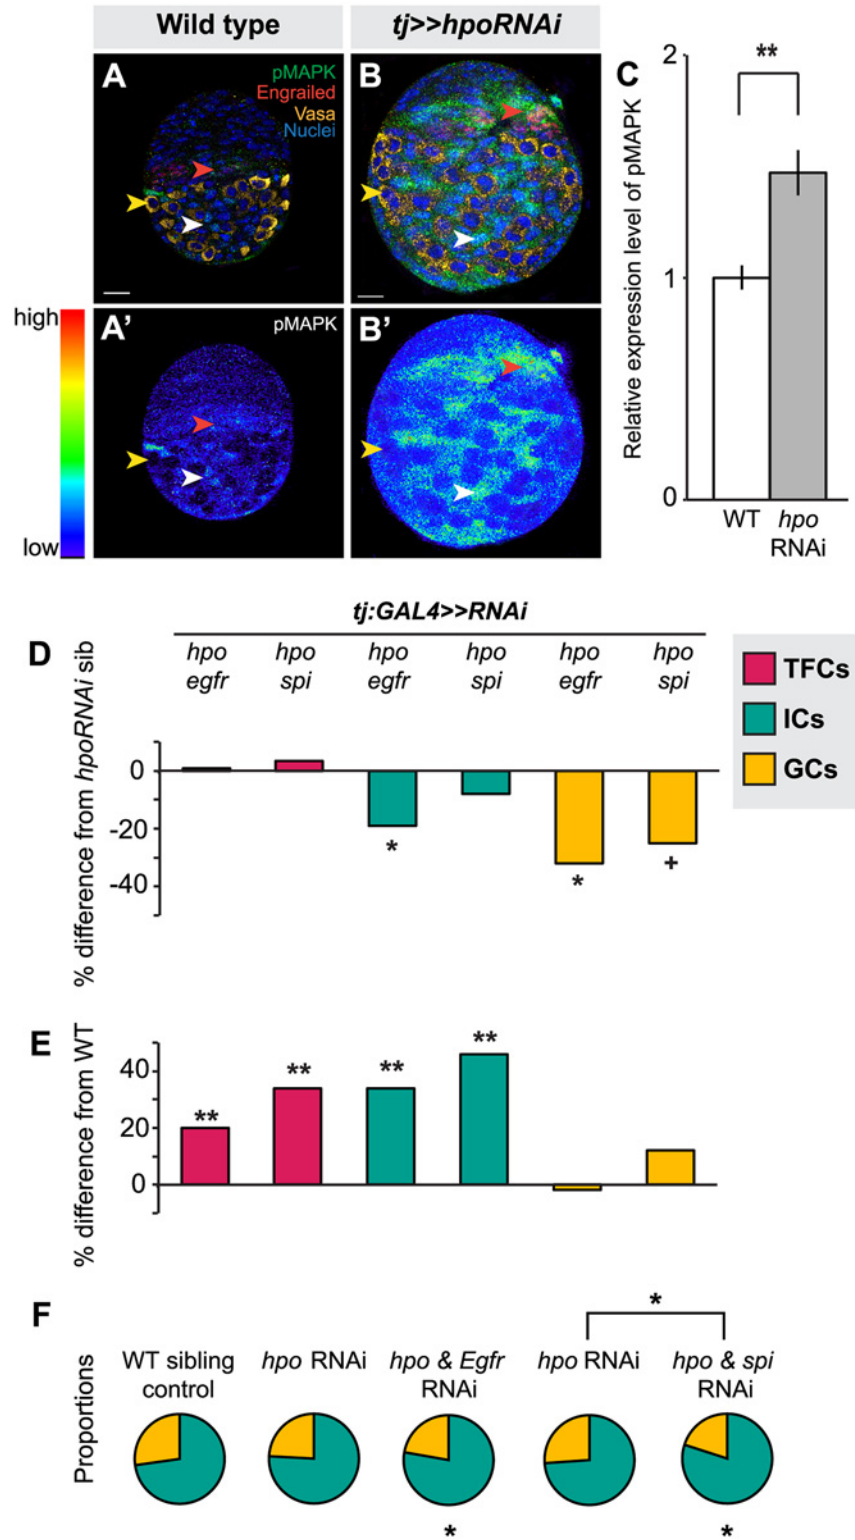 Wild type
tj>>hpoRNAi
A
pMAPK
Engrailed
Vasa
Nuclei
B
high
low
A'
pMAPK
B'
C
Relative expression level of pMAPK
2
1
0
**
WT
hpo
RNAi
tj:GAL4>>RNAi
D
% difference from hpoRNAi sib
hpo
egfr
hpo
spi
hpo
egfr
hpo
spi
hpo
egfr
hpo
spi
0
-20
-40
*
*
+
TFCs
ICs
GCs
E
% difference from WT
40
20
0
**
**
**
**
F
Proportions
*
WT sibling
control
hpo RNAi
hpo & Egfr
RNAi
hpo RNAi
hpo & spi
RNAi
*
*